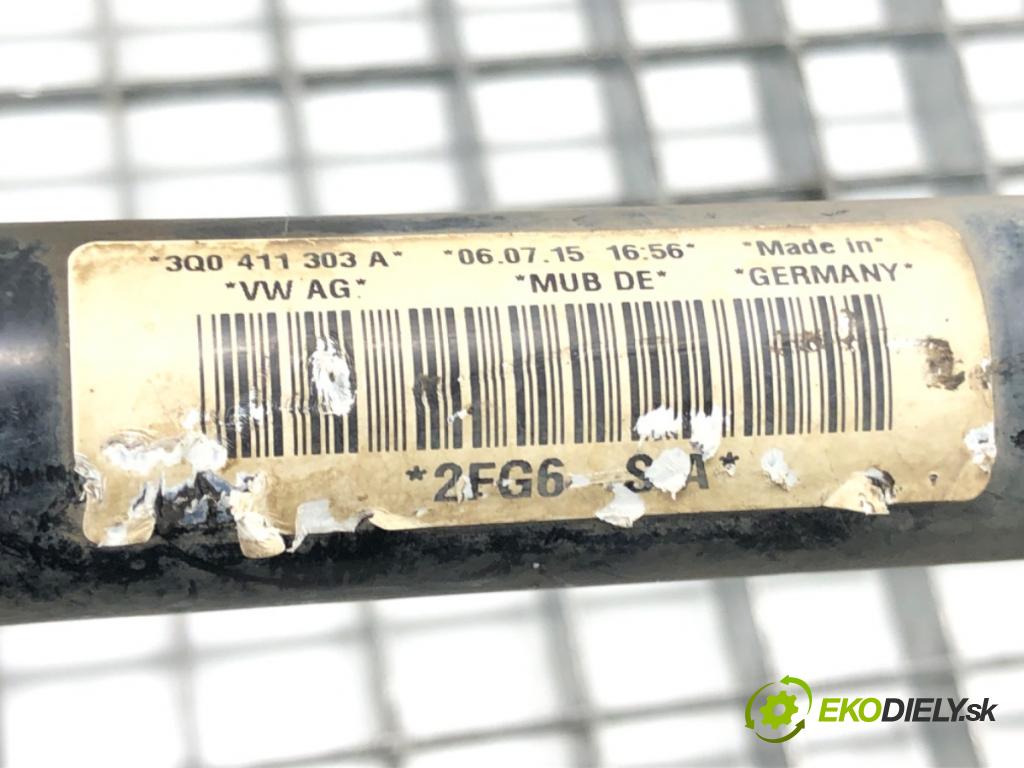 *3Q0 411 303 A* *06.07.15 16:56* *Made in*
*VW AG* *MUB DE* *GERMANY*
*2FG6
EKODIELY.sk